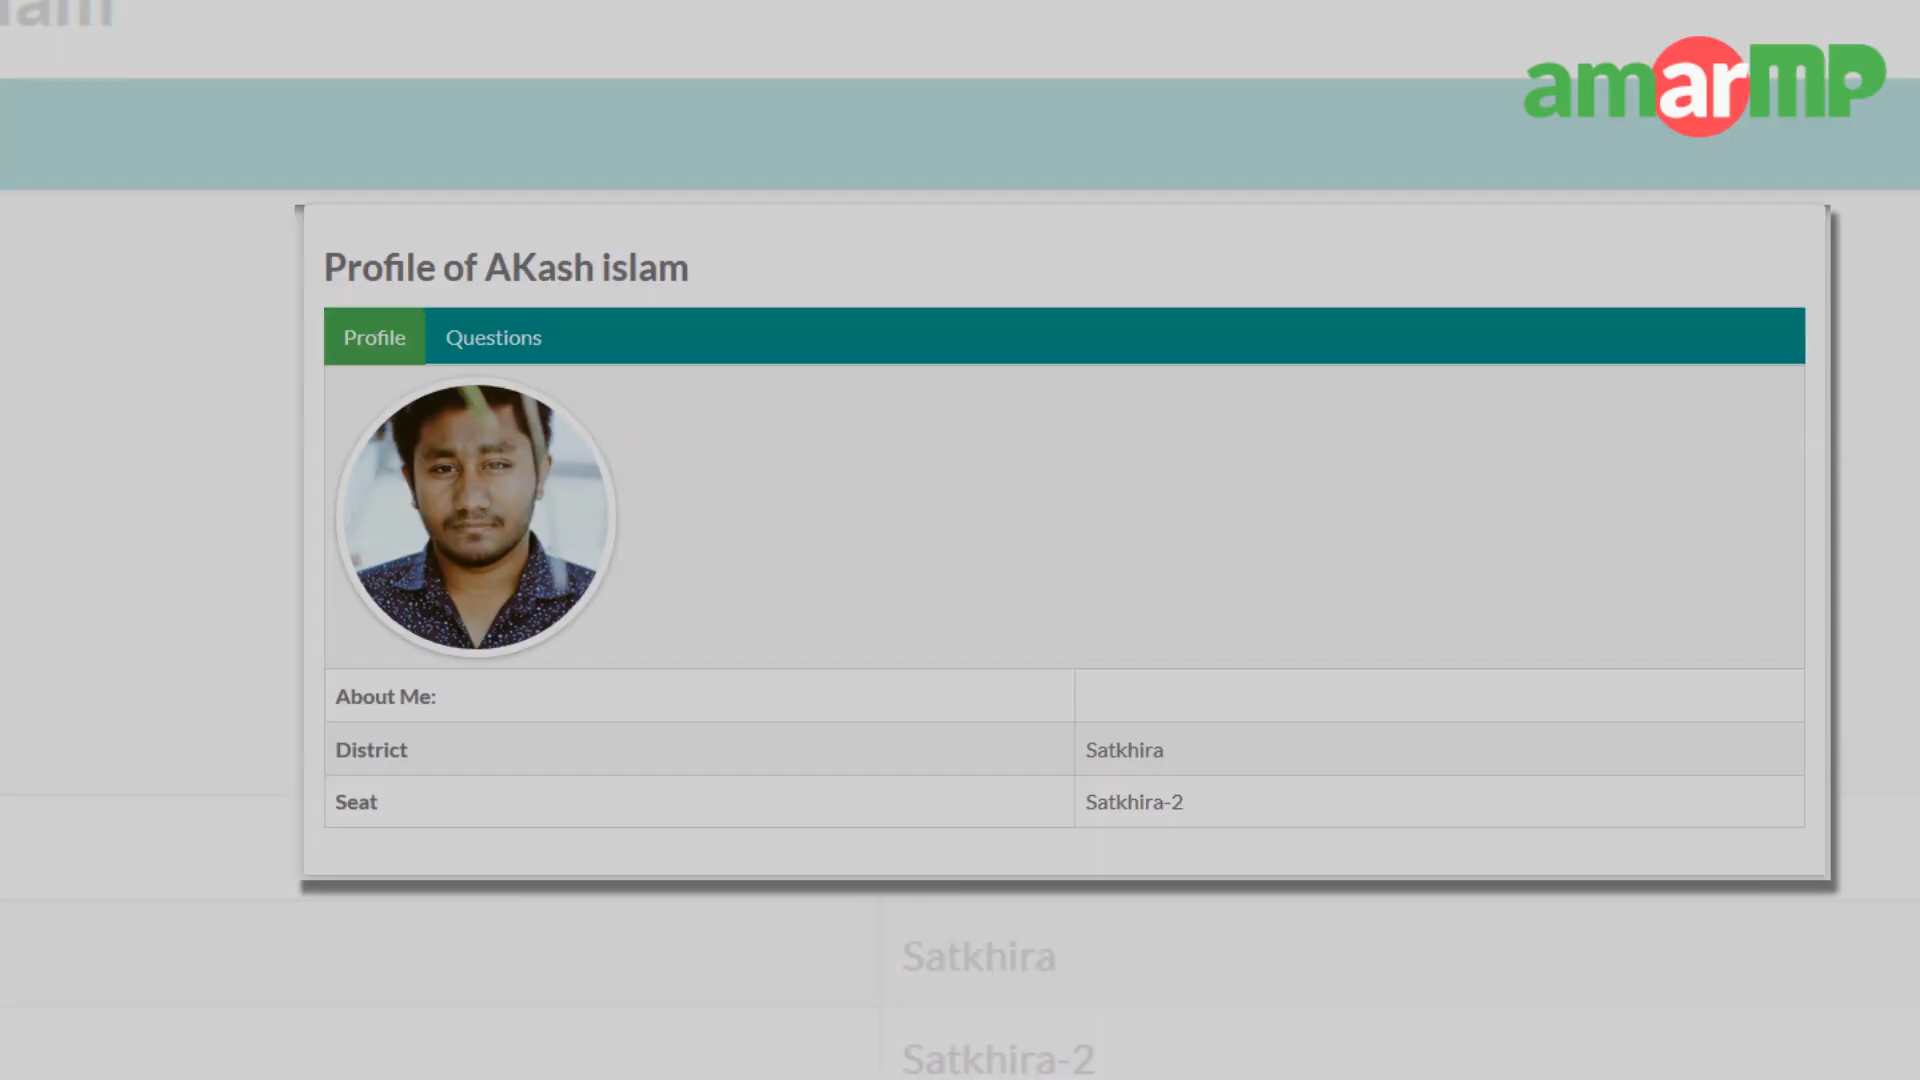 amarMP
Profile of AKash islam
Profile Questions
About Me:
District Satkhira
Seat Satkhira-2
Satkhira
Satkhira-2